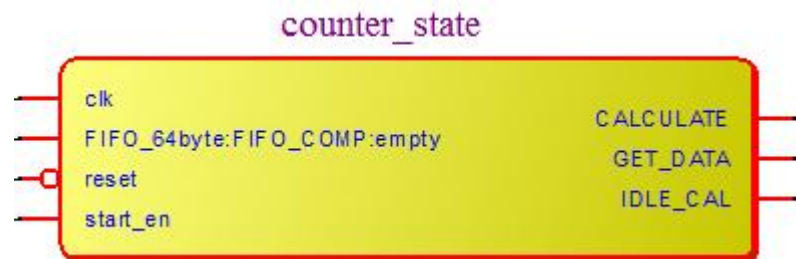 counter_state
clk
FIFO_64byte:FIFO_COMP:empty
reset
start_en
CALCULATE
GET_DATA
IDLE_CAL